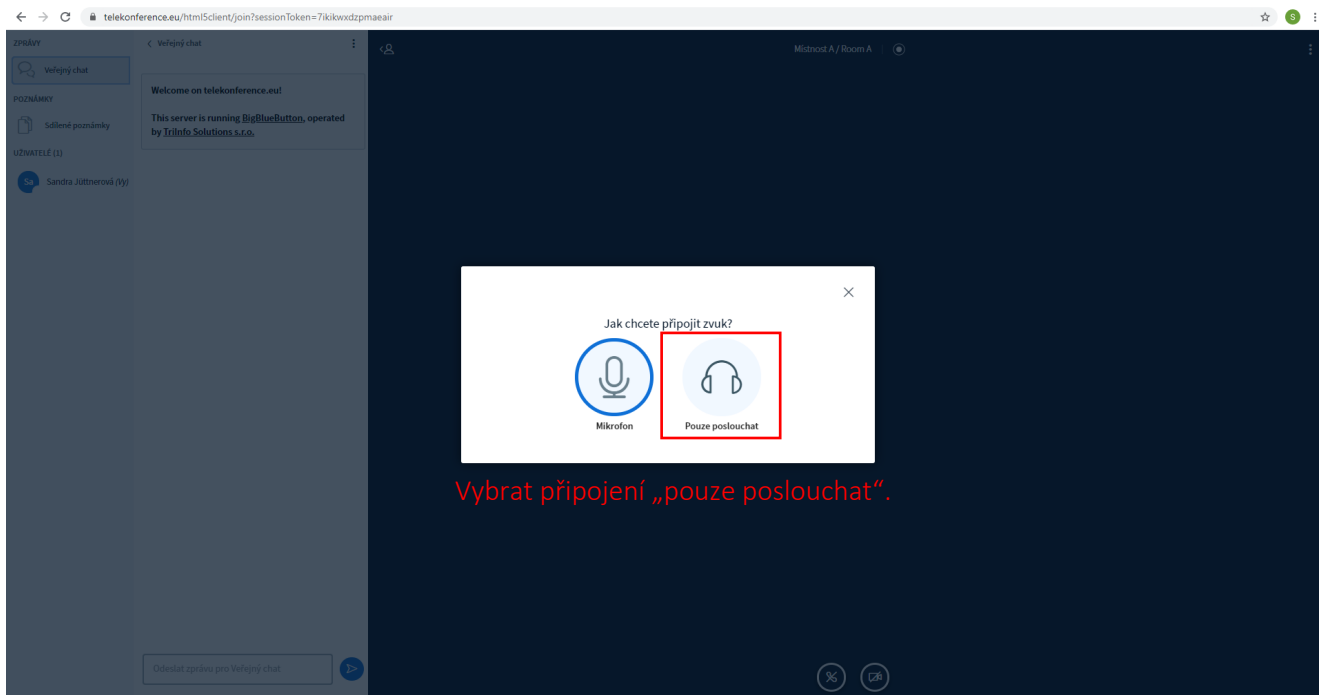 telekonference.eu/html5client/join?sessionToken=7ikikwxdzpmaeair
S
ZPRÁVY
Veřejný chat
POZNÁMKY
Sdílené poznámky
UŽIVATELÉ (1)
Sa
Sandra Jüttnerová (Vy)
Veřejný chat
Welcome on telekonference.eu!
This server is running BigBlueButton, operated
by TriInfo Solutions s.r.o.
Odeslat zprávu pro Veřejný chat
Místnost A / Room A
Jak chcete připojit zvuk?
Mikrofon
Pouze poslouchat
Vybrat připojení „pouze poslouchat“.